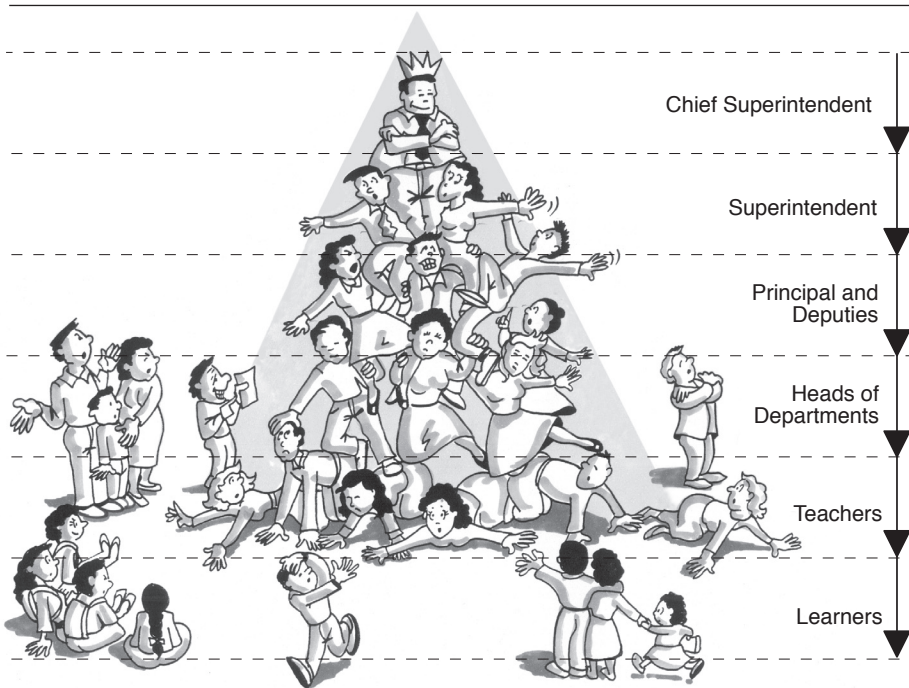 Chief Superintendent
Superintendent
Principal and
Deputies
Heads of
Departments
Teachers
Learners